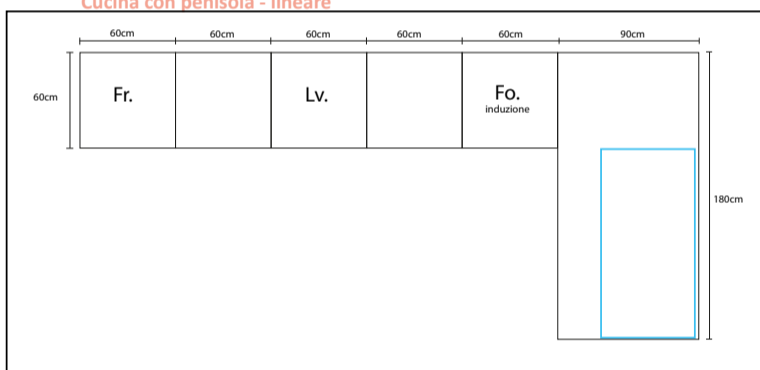 Cucina con penisola - lineare
60cm 60cm 60cm 60cm 60cm 90cm
60cm
Fr.
Lv.
Fo.
induzione
180cm